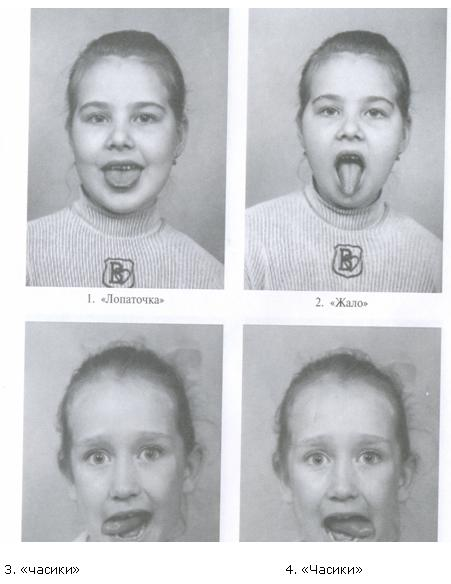 1. «Лопаточка»
2. «Жало»
3. «часики»
4. «Часики»